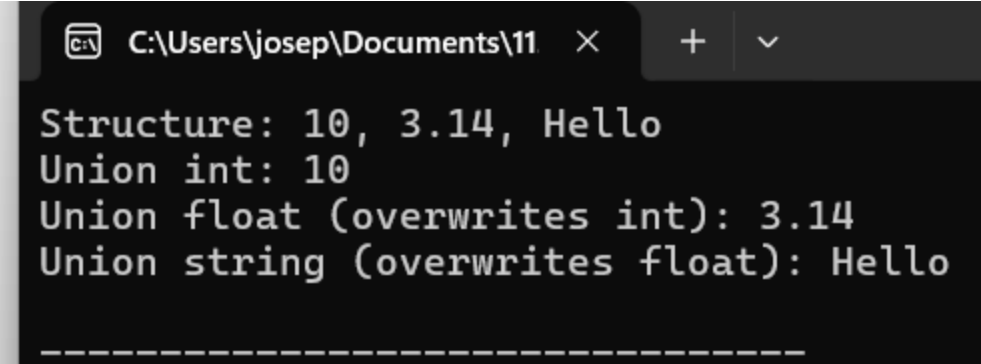 C:\Users\josep\Documents\11
Structure: 10, 3.14, Hello
Union int: 10
Union float (overwrites int): 3.14
Union string (overwrites float): Hello
--------------------------------